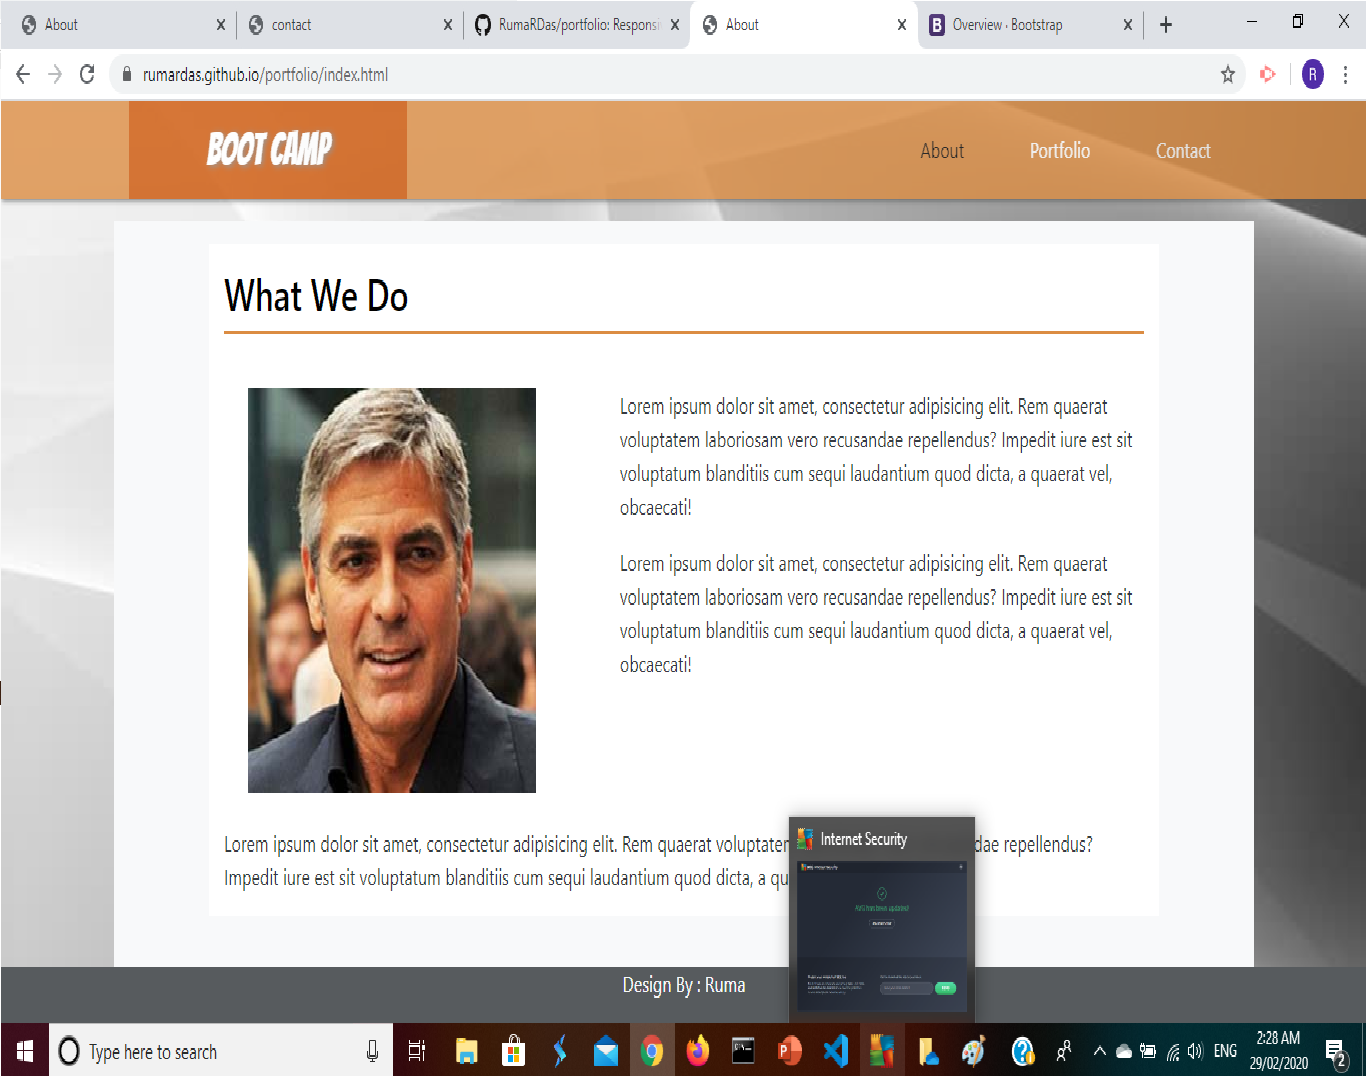 About
contact
RumaRDas/portfolio: Responsi
About
Overview · Bootstrap
rumardas.github.io/portfolio/index.html
R
BOOT CAMP
About
Portfolio
Contact
What We Do
Lorem ipsum dolor sit amet, consectetur adipisicing elit. Rem quaerat
voluptatem laboriosam vero recusandae repellendus? Impedit iure est sit
voluptatum blanditiis cum sequi laudantium quod dicta, a quaerat vel,
obcaecati!
Lorem ipsum dolor sit amet, consectetur adipisicing elit. Rem quaerat
voluptatem laboriosam vero recusandae repellendus? Impedit iure est sit
voluptatum blanditiis cum sequi laudantium quod dicta, a quaerat vel,
obcaecati!
Lorem ipsum dolor sit amet, consectetur adipisicing elit. Rem quaerat voluptaten dae repellendus?
Impedit iure est sit voluptatum blanditiis cum sequi laudantium quod dicta, a qu
Internet Security
AVG has been updated
Design By : Ruma
Type here to search
ENG
2:28 AM
29/02/2020
2